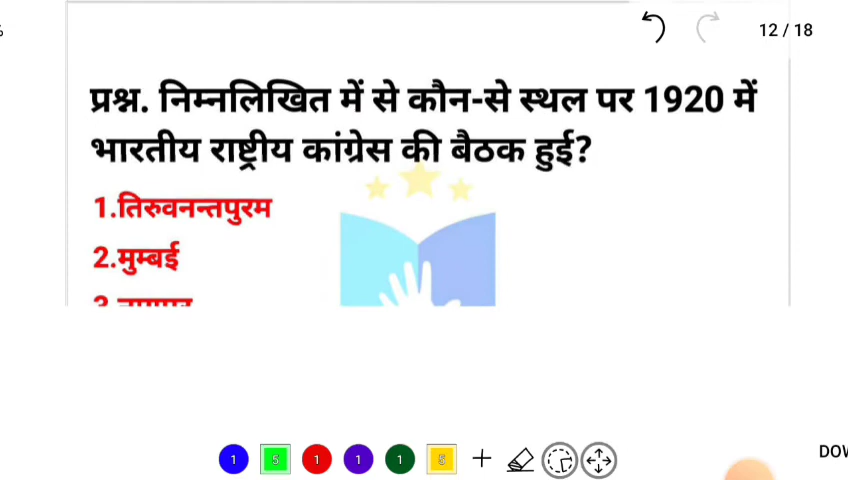 12 / 18
प्रश्न. निम्नलिखित में से कौन-से स्थल पर 1920 में
भारतीय राष्ट्रीय कांग्रेस की बैठक हुई?
1.तिरुवनन्तपुरम
2.मुम्बई
1 5 1 1 1 5